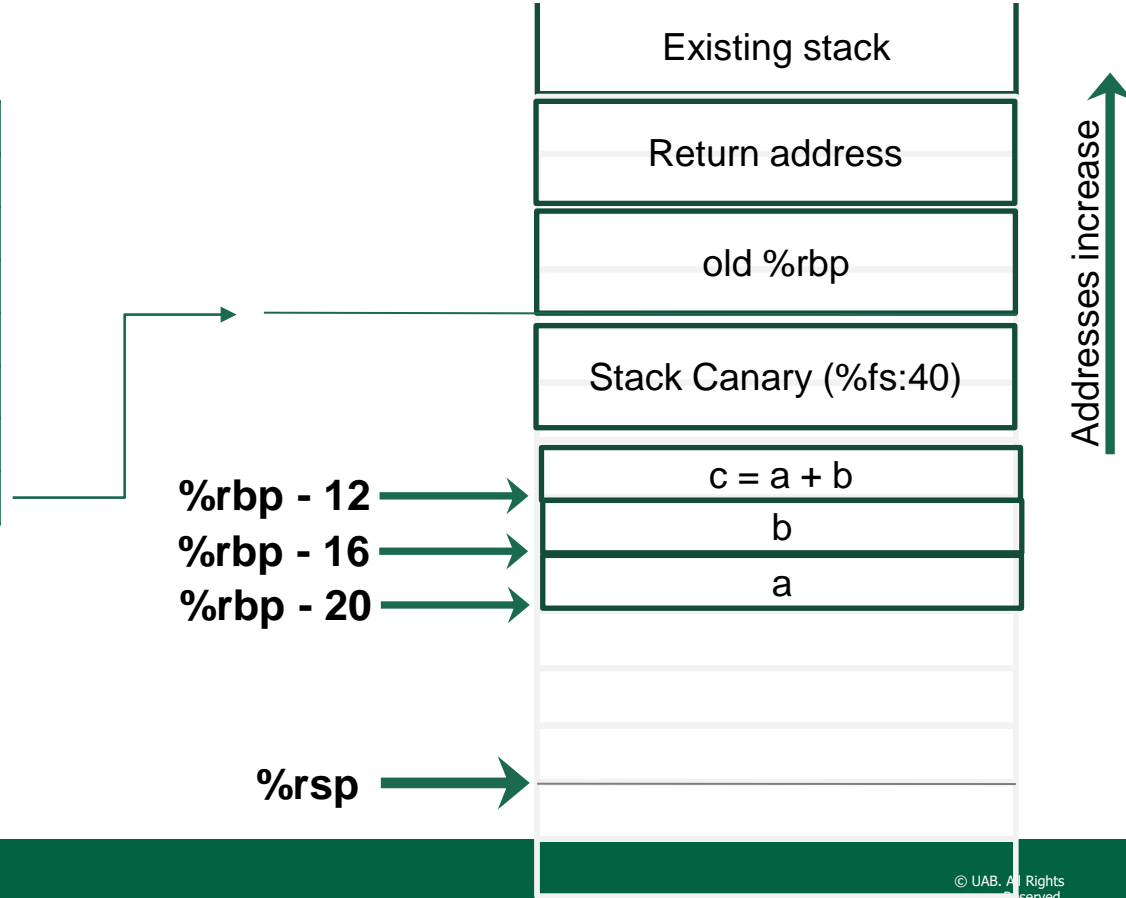 Existing stack
Return address
old %rbp
Stack Canary (%fs:40)
Addresses increase
c = a + b
%rbp - 12
b
%rbp - 16
a
%rbp - 20
%rsp
© UAB. All Rights
Reserved.